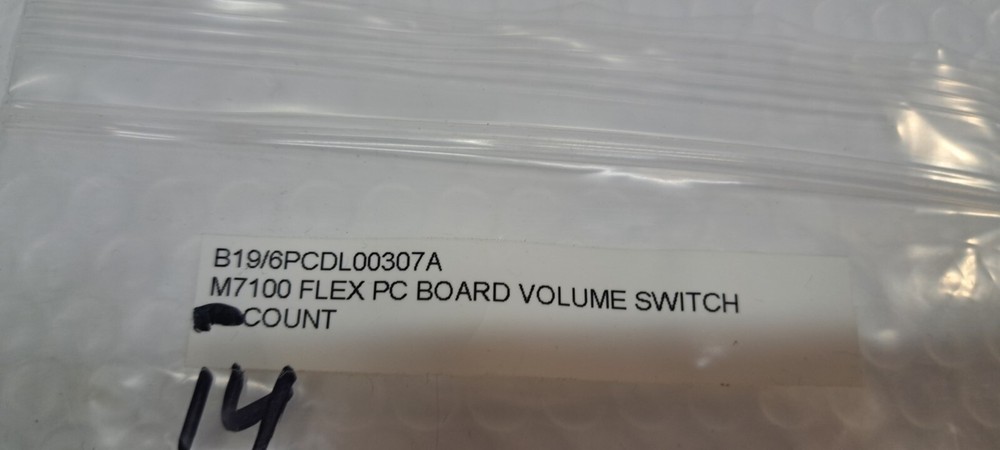 B19/6PCDL00307A
M7100 FLEX PC BOARD VOLUME SWITCH
COUNT
14